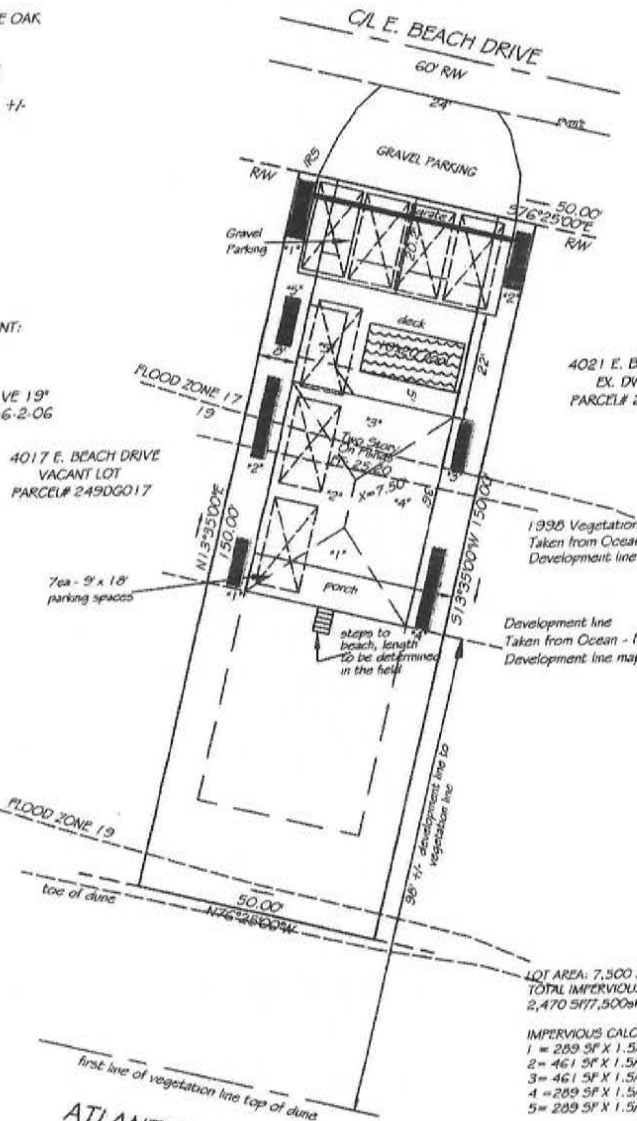 E OAK
+/-
C/L E. BEACH DRIVE
60' R/W
24'
GRAVEL PARKING
IRS
R/W
50.00'
S76°25'00"E
R/W
Gravel
Parking
"1"
"2"
"5"
"5"
deck
8'
22'
NT:
VE 19"
6-2-06
FLOOD ZONE 17
19
4021 E. B
EX. DW
PARCEL# 2
4017 E. BEACH DRIVE
VACANT LOT
PARCEL# 249DG017
"3"
Two Story
On Pilings
25/20
X=7.50
"2"
"2"
"4"
"3"
36'
N13°35'00"E
150.00'
S13°35'00"W 150.00'
1998 Vegetation
Taken from Ocean
Development line
7ea - 9' x 18'
parking spaces
"1"
"1"
porch
"4"
steps to
beach, length
to be determined
in the field
Development line
Taken from Ocean - N
Development line map
98' +/- development line to
vegetation line
FLOOD ZONE 19
toe of dune
50.00'
N76°25'00"W
LOT AREA: 7,500
TOTAL IMPERVIOUS
2,470 SF/7,500sf
IMPERVIOUS CALC
1 = 289 SF X 1.5/
2= 461 SF X 1.5/
3= 461 SF X 1.5/
4 =289 SF X 1.5/
5= 289 SF X 1.5/
first line of vegetation line top of dune
ATLANT